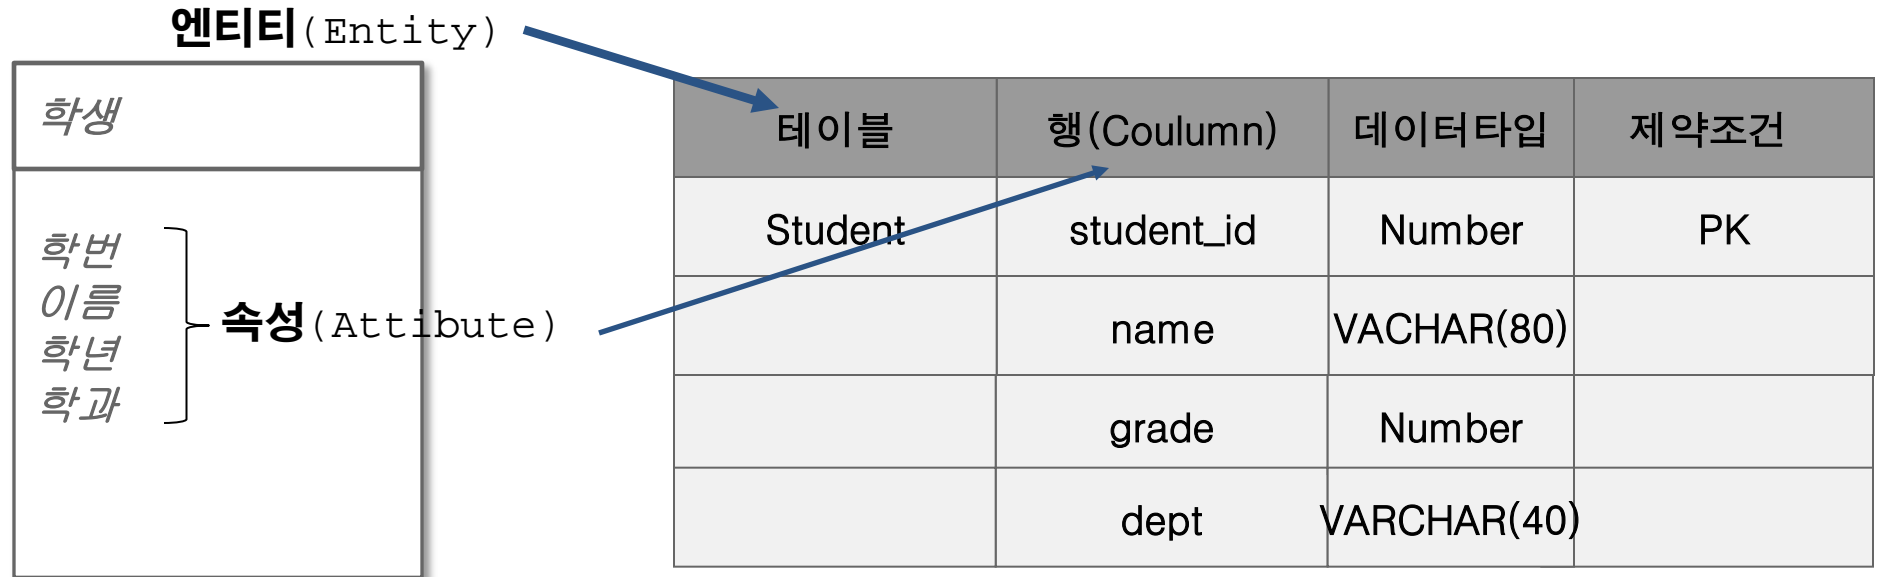 엔티티(Entity)
학생
학번
이름
학년
학과
속성(Attibute)
테이블 행(Coulumn) 데이터타입 제약조건
Student student_id Number PK
name VACHAR(80)
grade Number
dept VARCHAR(40)